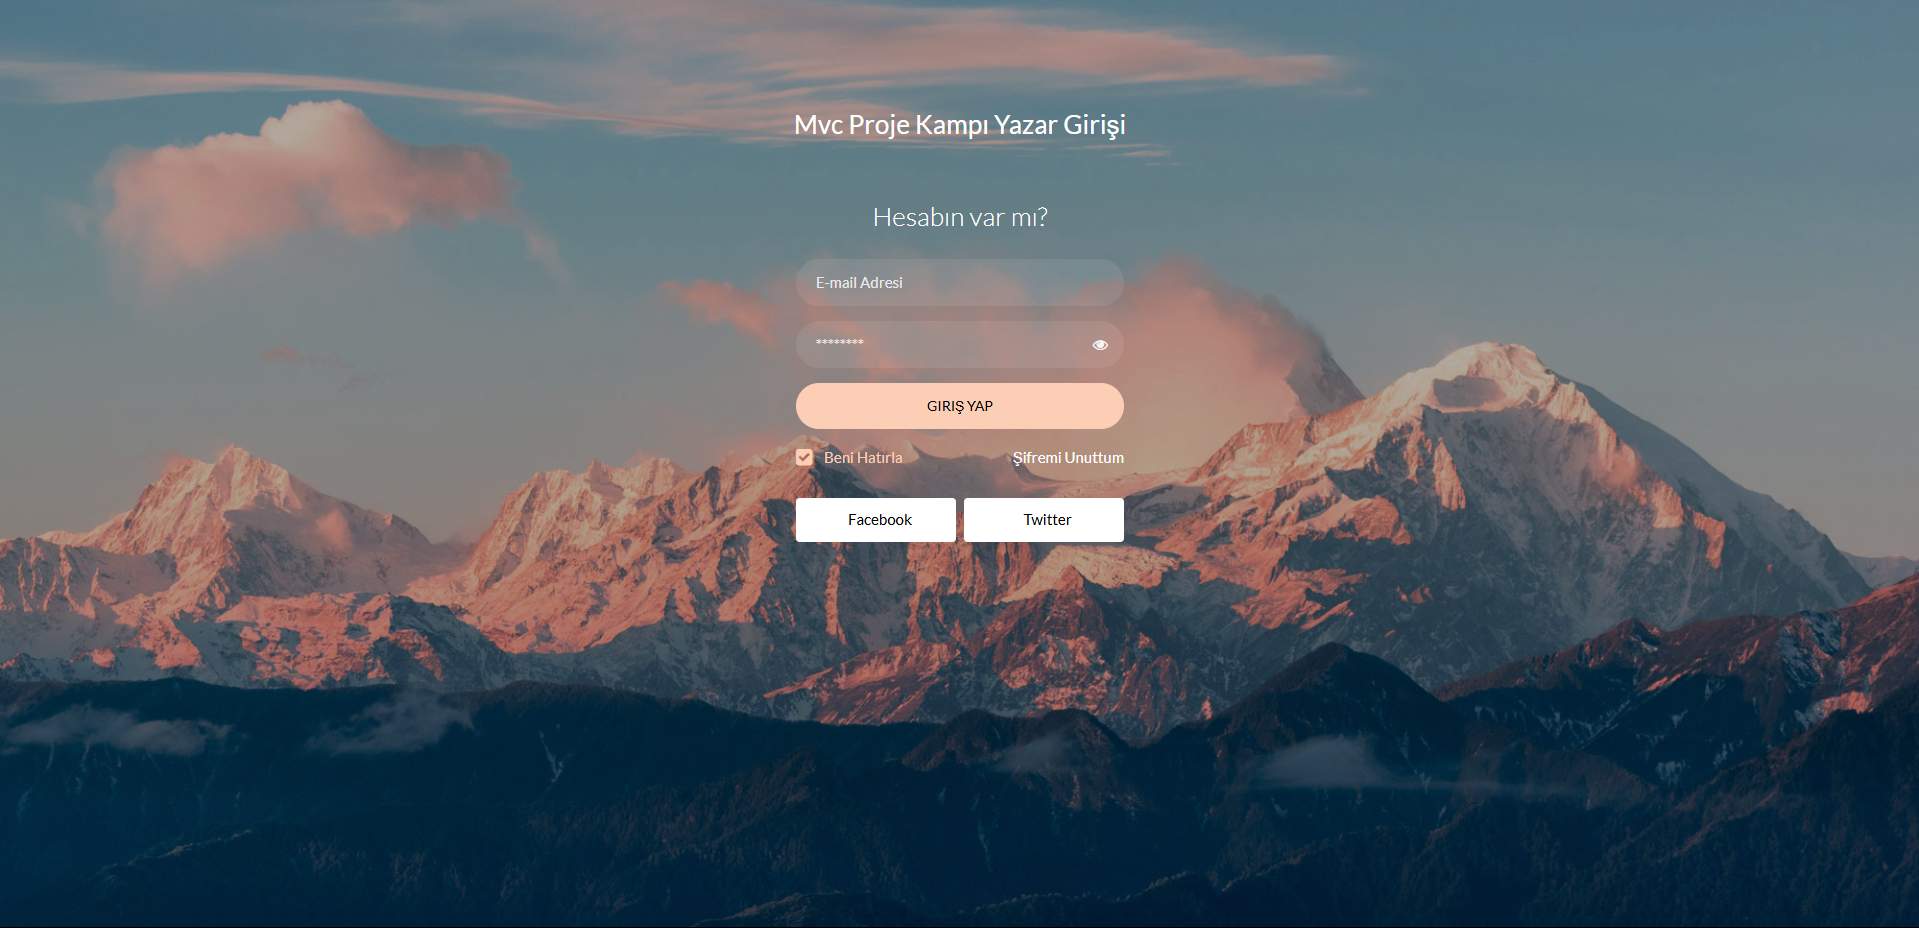 Mvc Proje Kampı Yazar Girişi
Hesabın var mı?
E-mail Adresi
********
GIRIŞ YAP
Beni Hatırla Şifremi Unuttum
Facebook Twitter